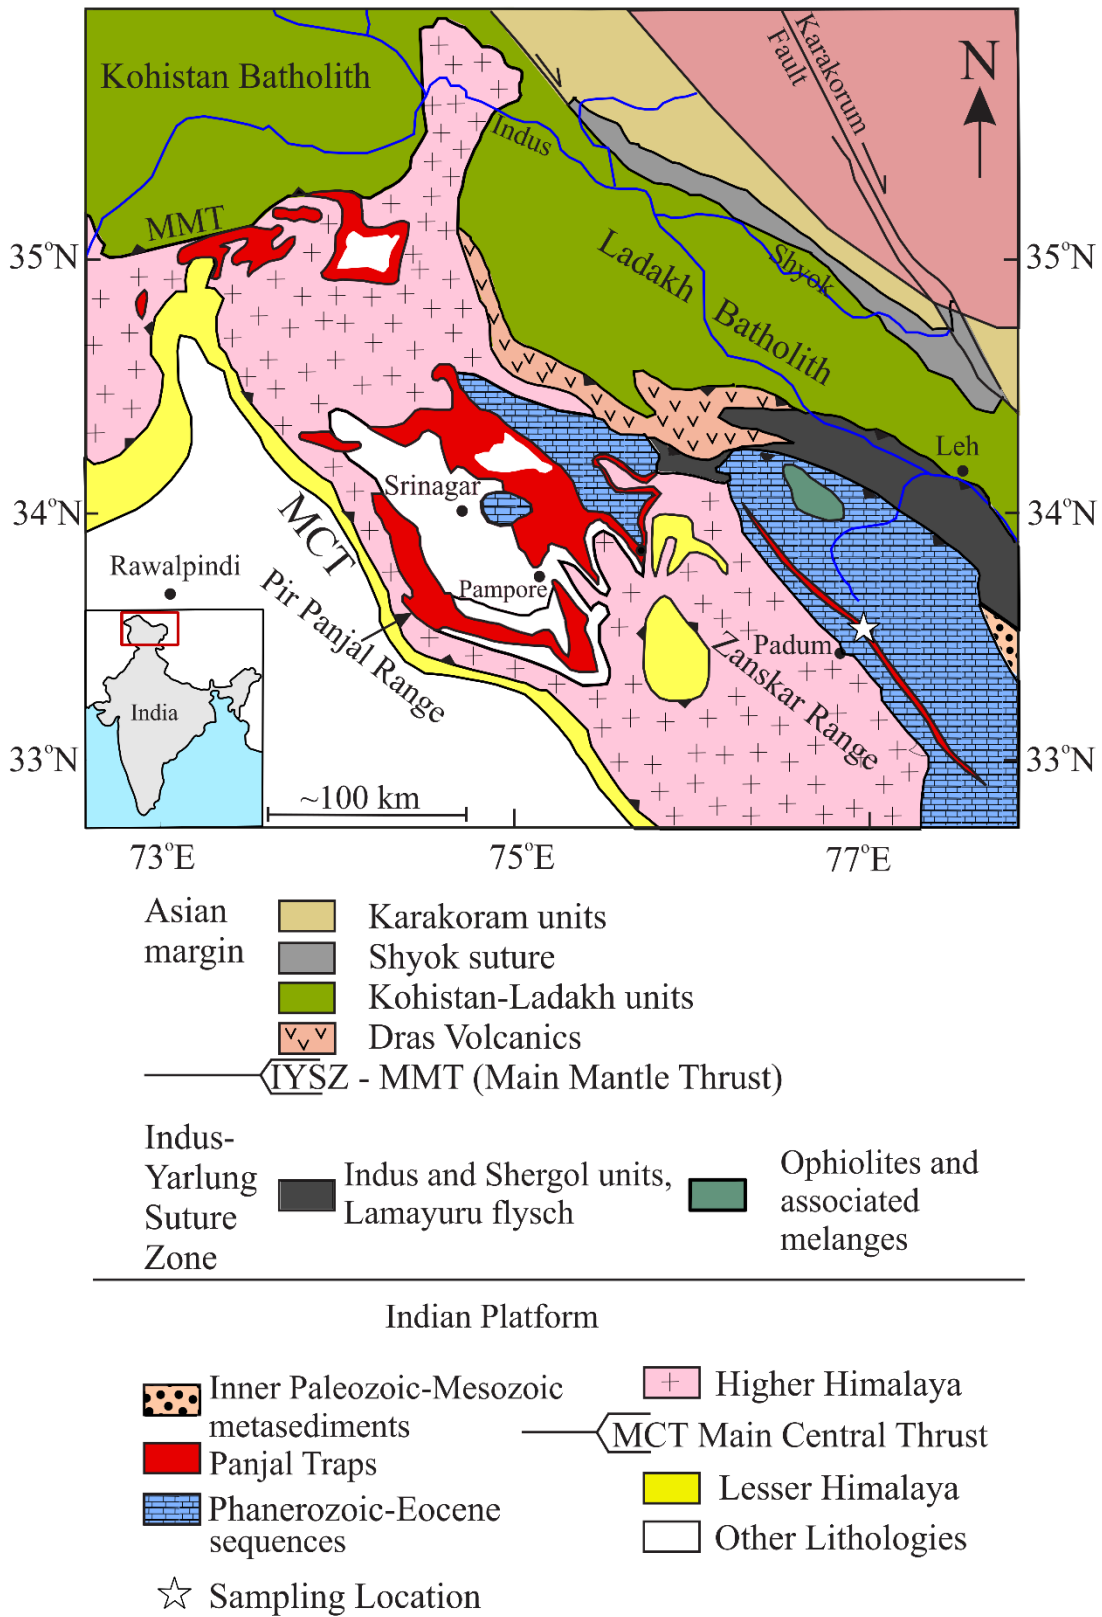 Kohistan Batholith
Karakorum
Fault
N
Indus
MMT
35°N
35°N
Ladakh Batholith
Shyok
Leh
Srinagar
34°N
34°N
MCT
Rawalpindi
Pampore
Pir Panjal Range
Padum
Zanskar Range
India
33°N
33°N
~100 km
73°E
75°E
77°E
Asian
margin
Karakoram units
Shyok suture
Kohistan-Ladakh units
Dras Volcanics
IYSZ - MMT (Main Mantle Thrust)
Indus-
Yarlung
Suture
Zone
Indus and Shergol units,
Lamayuru flysch
Ophiolites and
associated
melanges
Indian Platform
Inner Paleozoic-Mesozoic
metasediments
Panjal Traps
Phanerozoic-Eocene
sequences
Sampling Location
Higher Himalaya
MCT Main Central Thrust
Lesser Himalaya
Other Lithologies